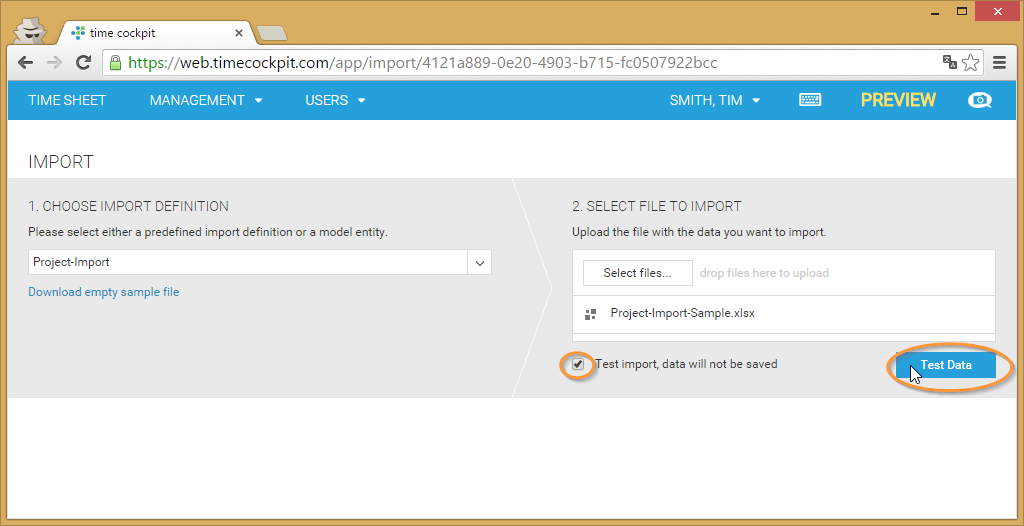 time cockpit
https://web.timecockpit.com/app/import/4121a889-0e20-4903-b715-fc0507922bcc
TIME SHEET MANAGEMENT USERS SMITH, TIM PREVIEW
IMPORT
1. CHOOSE IMPORT DEFINITION
Please select either a predefined import definition or a model entity.
Project-Import
Download empty sample file
2. SELECT FILE TO IMPORT
Upload the file with the data you want to import.
Select files... drop files here to upload
Project-Import-Sample.xlsx
Test import, data will not be saved
Test Data